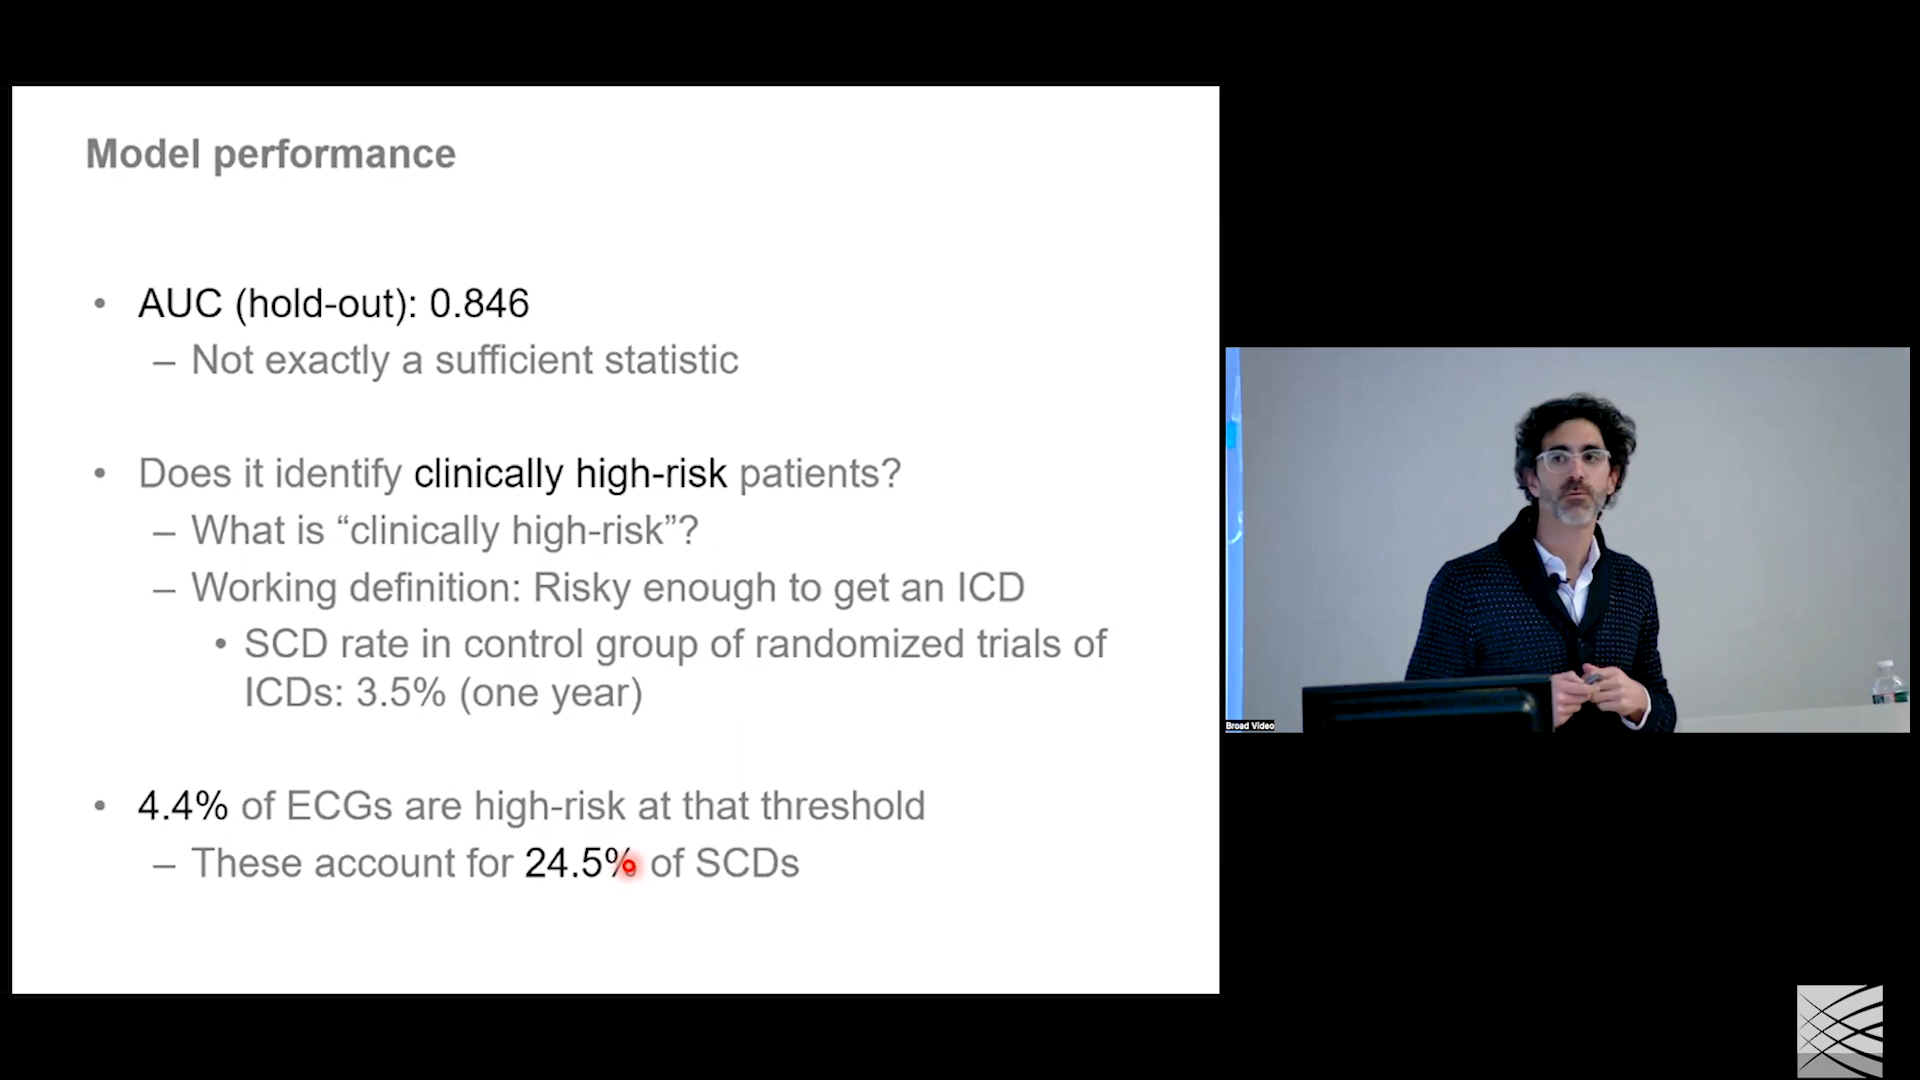 Model performance
• AUC (hold-out): 0.846
– Not exactly a sufficient statistic
• Does it identify clinically high-risk patients?
– What is “clinically high-risk”?
– Working definition: Risky enough to get an ICD
• SCD rate in control group of randomized trials of
ICDs: 3.5% (one year)
• 4.4% of ECGs are high-risk at that threshold
– These account for 24.5% of SCDs
Broad Video